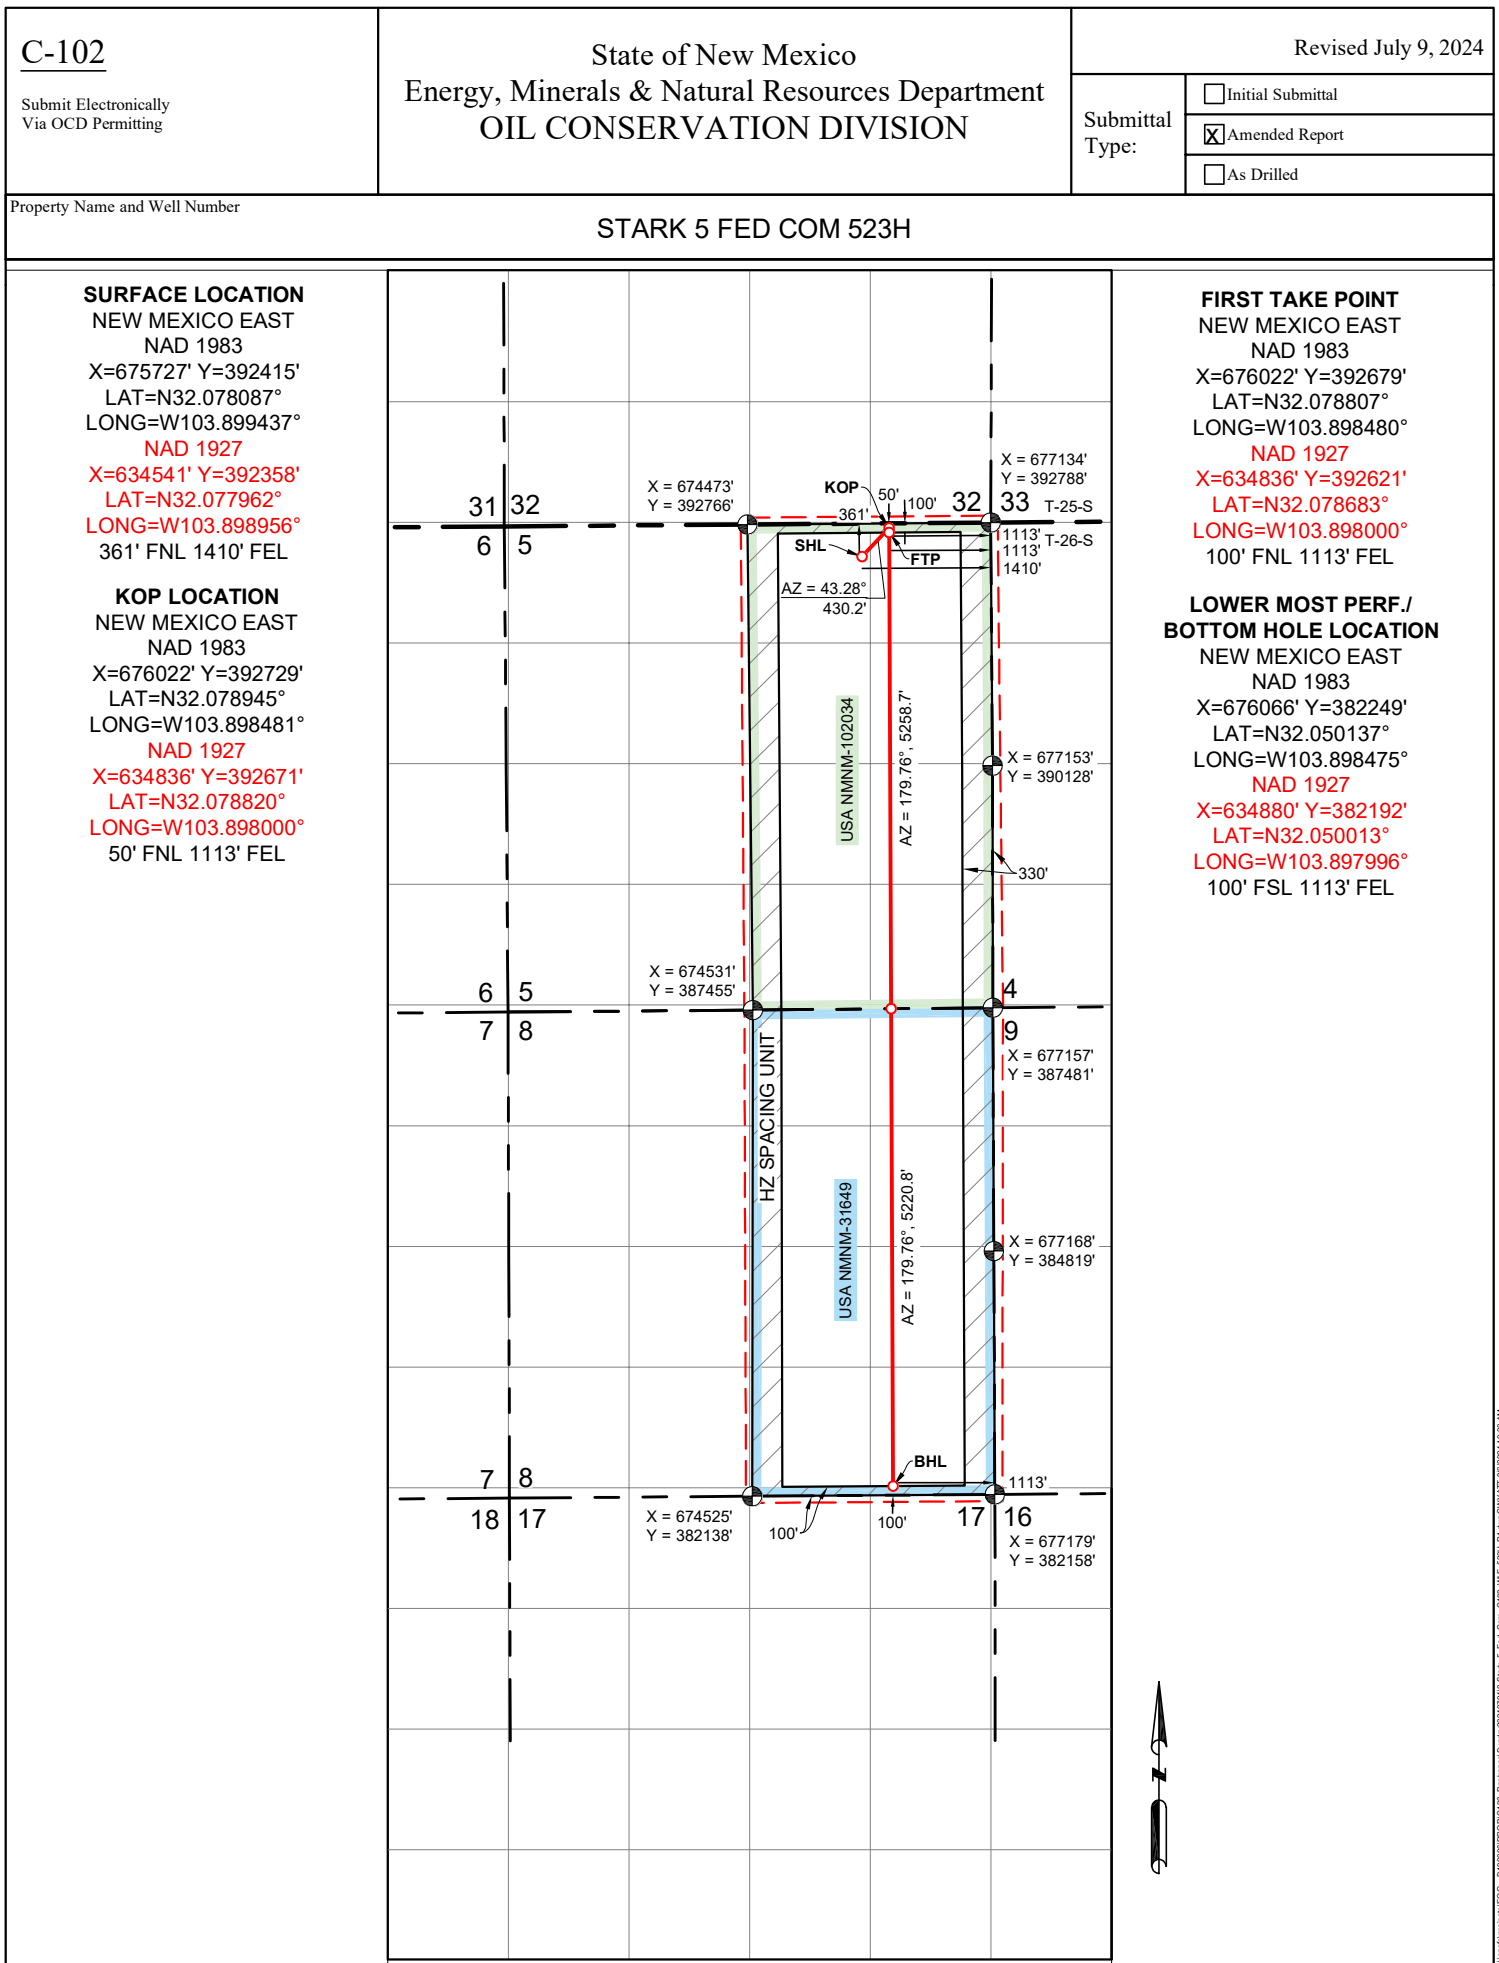 C-102
Submit Electronically
Via OCD Permitting
State of New Mexico
Energy, Minerals & Natural Resources Department
OIL CONSERVATION DIVISION
Revised July 9, 2024
Submittal
Type:
Initial Submittal
X Amended Report
As Drilled
Property Name and Well Number
STARK 5 FED COM 523H
SURFACE LOCATION
NEW MEXICO EAST
NAD 1983
X=675727' Y=392415'
LAT=N32.078087°
LONG=W103.899437°
NAD 1927
X=634541' Y=392358'
LAT=N32.077962°
LONG=W103.898956°
361' FNL 1410' FEL
KOP LOCATION
NEW MEXICO EAST
NAD 1983
X=676022' Y=392729'
LAT=N32.078945°
LONG=W103.898481°
NAD 1927
X=634836' Y=392671'
LAT=N32.078820°
LONG=W103.898000°
50' FNL 1113' FEL
FIRST TAKE POINT
NEW MEXICO EAST
NAD 1983
X=676022' Y=392679'
LAT=N32.078807°
LONG=W103.898480°
NAD 1927
X=634836' Y=392621'
LAT=N32.078683°
LONG=W103.898000°
100' FNL 1113' FEL
LOWER MOST PERF./
BOTTOM HOLE LOCATION
NEW MEXICO EAST
NAD 1983
X=676066' Y=382249'
LAT=N32.050137°
LONG=W103.898475°
NAD 1927
X=634880' Y=382192'
LAT=N32.050013°
LONG=W103.897996°
100' FSL 1113' FEL
X = 674473'
Y = 392766'
X = 677134'
Y = 392788'
KOP
50'
100'
361'
31 32
6 5
32 33
T-25-S
T-26-S
SHL
FTP
1113'
1113'
1410'
AZ = 43.28°
430.2'
USA NMNM-102034
AZ = 179.76°, 5258.7'
X = 677153'
Y = 390128'
330'
X = 674531'
Y = 387455'
6 5
7 8
4
9
X = 677157'
Y = 387481'
HZ SPACING UNIT
USA NMNM-31649
AZ = 179.76°, 5220.8'
X = 677168'
Y = 384819'
BHL
1113'
7 8
18 17
X = 674525'
Y = 382138'
100'
100'
17 16
X = 677179'
Y = 382158'
N